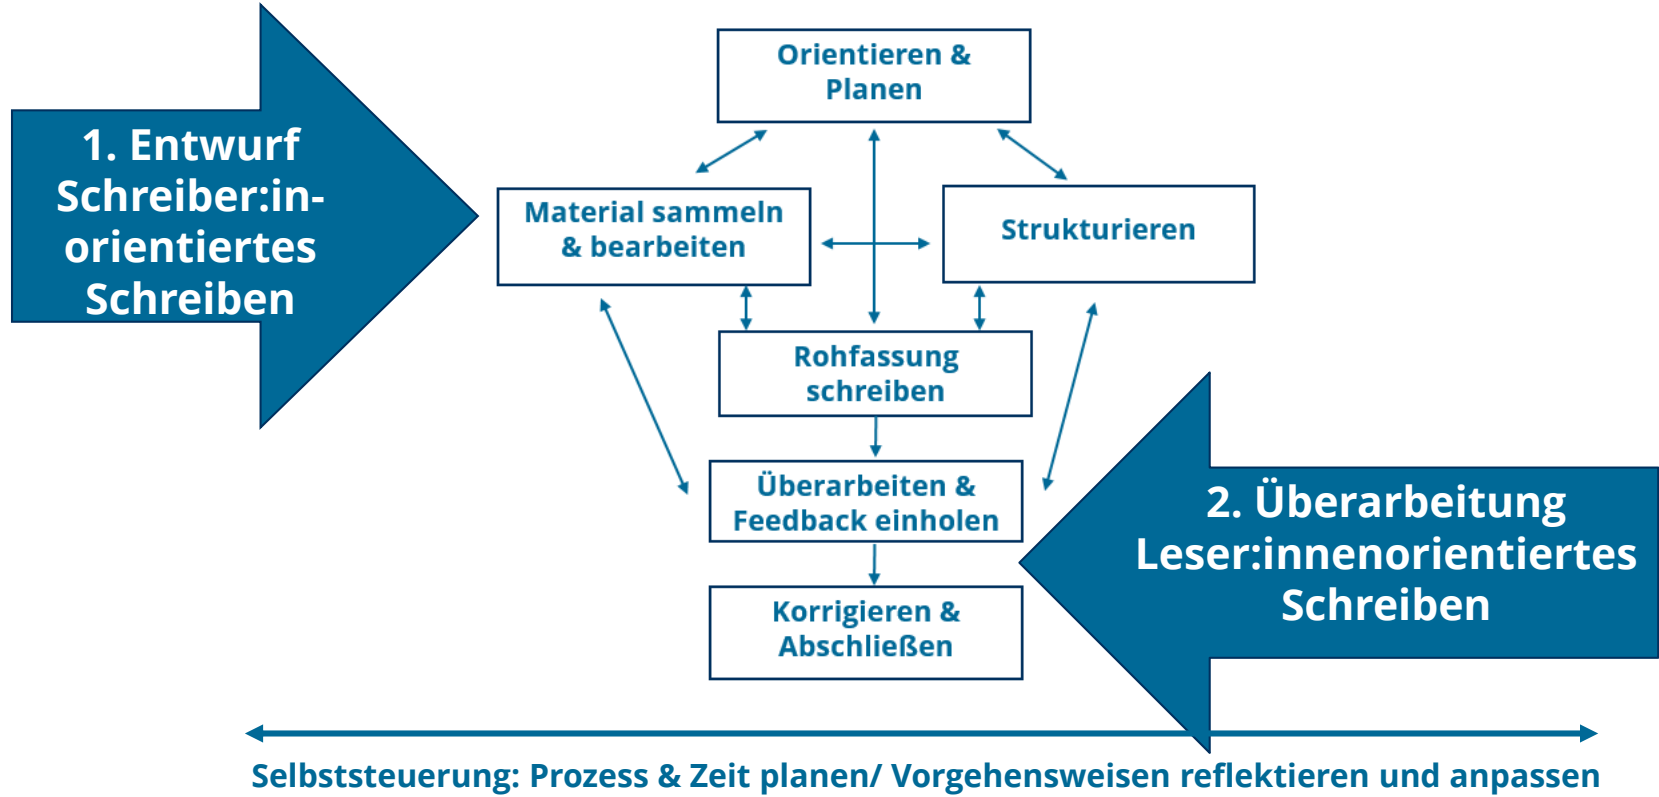 1. Entwurf
Schreiber:in-
orientiertes
Schreiben
Orientieren &
Planen
Material sammeln
& bearbeiten
Strukturieren
Rohfassung
schreiben
Überarbeiten &
Feedback einholen
Korrigieren &
Abschließen
2. Überarbeitung
Leser:innenorientiertes
Schreiben
Selbststeuerung: Prozess & Zeit planen/ Vorgehensweisen reflektieren und anpassen